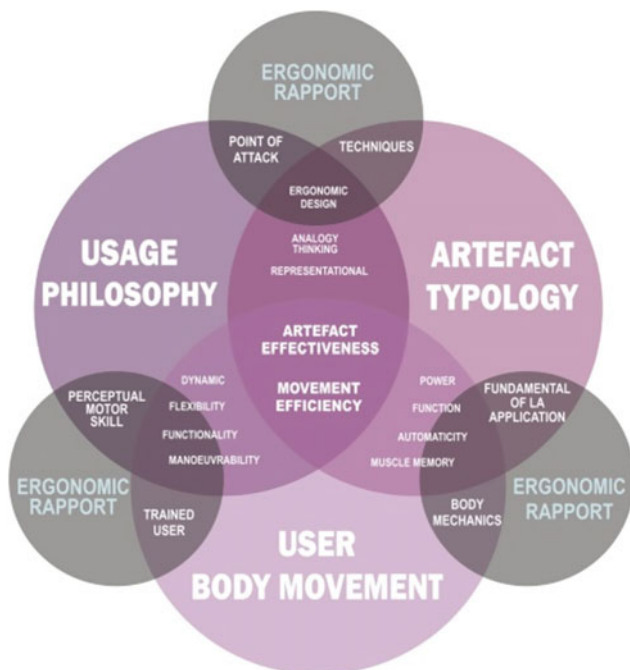 ERGONOMIC
RAPPORT
POINT OF
ATTACK
TECHNIQUES
ERGONOMIC
DESIGN
USAGE
PHILOSOPHY
ANALOGY
THINKING
REPRESENTATIONAL
ARTEFACT
TYPOLOGY
ARTEFACT
EFFECTIVENESS
MOVEMENT
EFFICIENCY
DYNAMIC
FLEXIBILITY
FUNCTIONALITY
MANOEUVRABILITY
POWER
FUNCTION
AUTOMATICITY
MUSCLE MEMORY
PERCEPTUAL
MOTOR
SKILL
FUNDAMENTAL
OF LA
APPLICATION
ERGONOMIC
RAPPORT
TRAINED
USER
BODY
MECHANICS
ERGONOMIC
RAPPORT
USER
BODY MOVEMENT